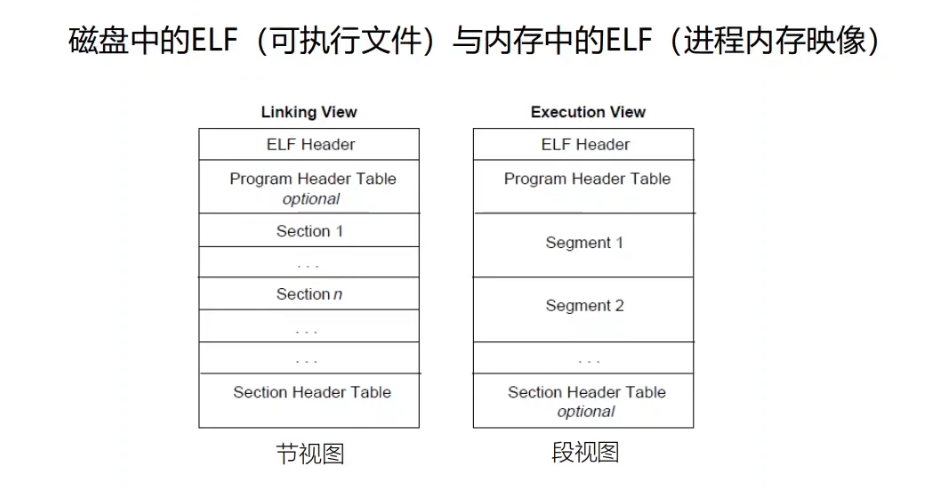 磁盘中的ELF（可执行文件）与内存中的ELF（进程内存映像）
Linking View
ELF Header
Program Header Table
optional
Section 1
. . .
Section n
. . .
. . .
Section Header Table
节视图
Execution View
ELF Header
Program Header Table
Segment 1
Segment 2
. . .
Section Header Table
optional
段视图